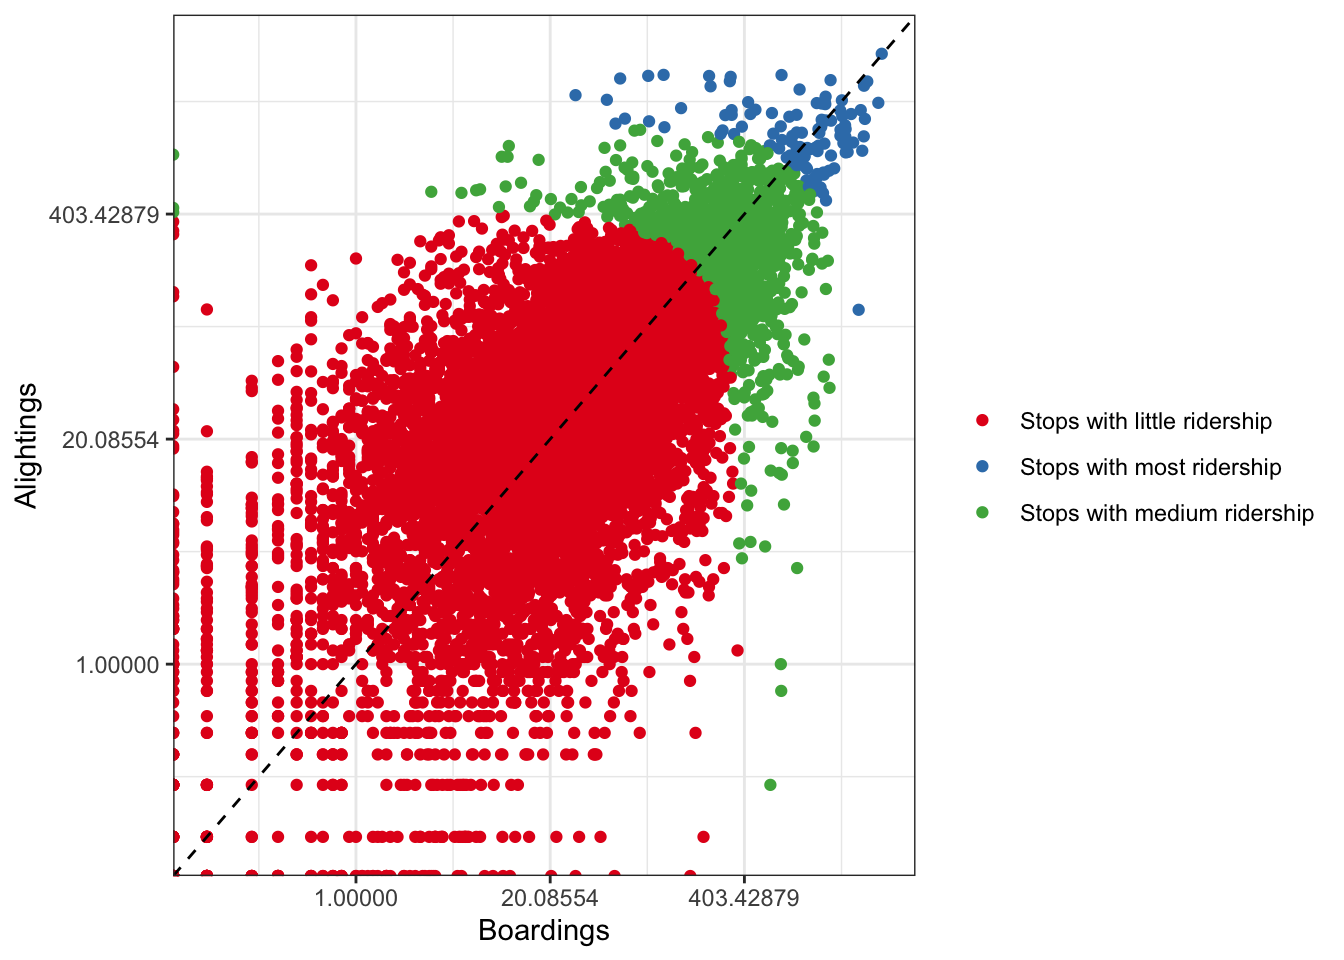 403.42879
20.08554
1.00000
Alightings
1.00000
20.08554
403.42879
Boardings
Stops with little ridership
Stops with most ridership
Stops with medium ridership